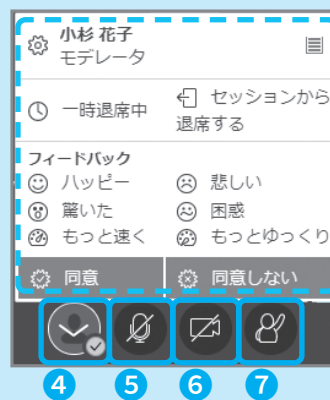 小杉 花子
モデレータ
一時退席中
セッションから
退席する
フィードバック
ハッピー 悲しい
驚いた 困惑
もっと速く もっとゆっくり
同意 同意しない
4 5 6 7